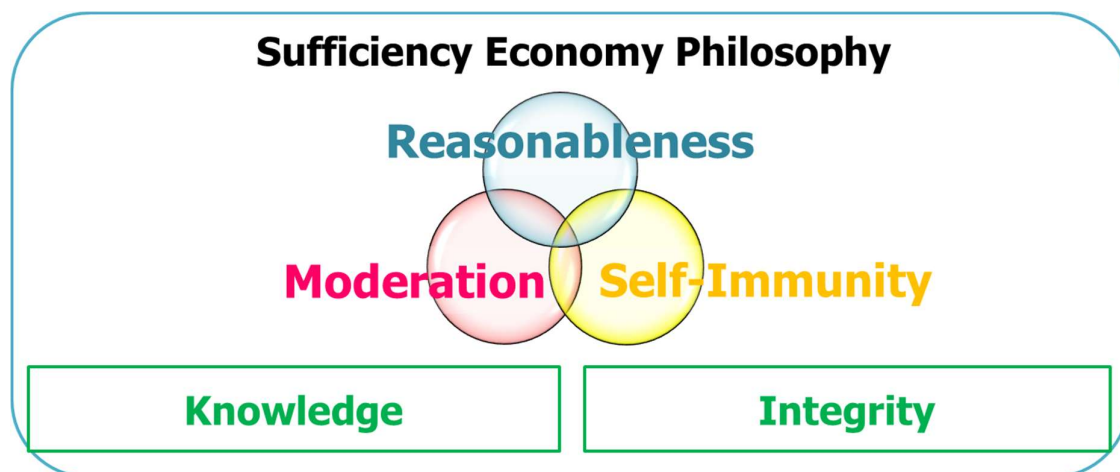 Sufficiency Economy Philosophy
Reasonableness
Moderation
Self-Immunity
Knowledge
Integrity